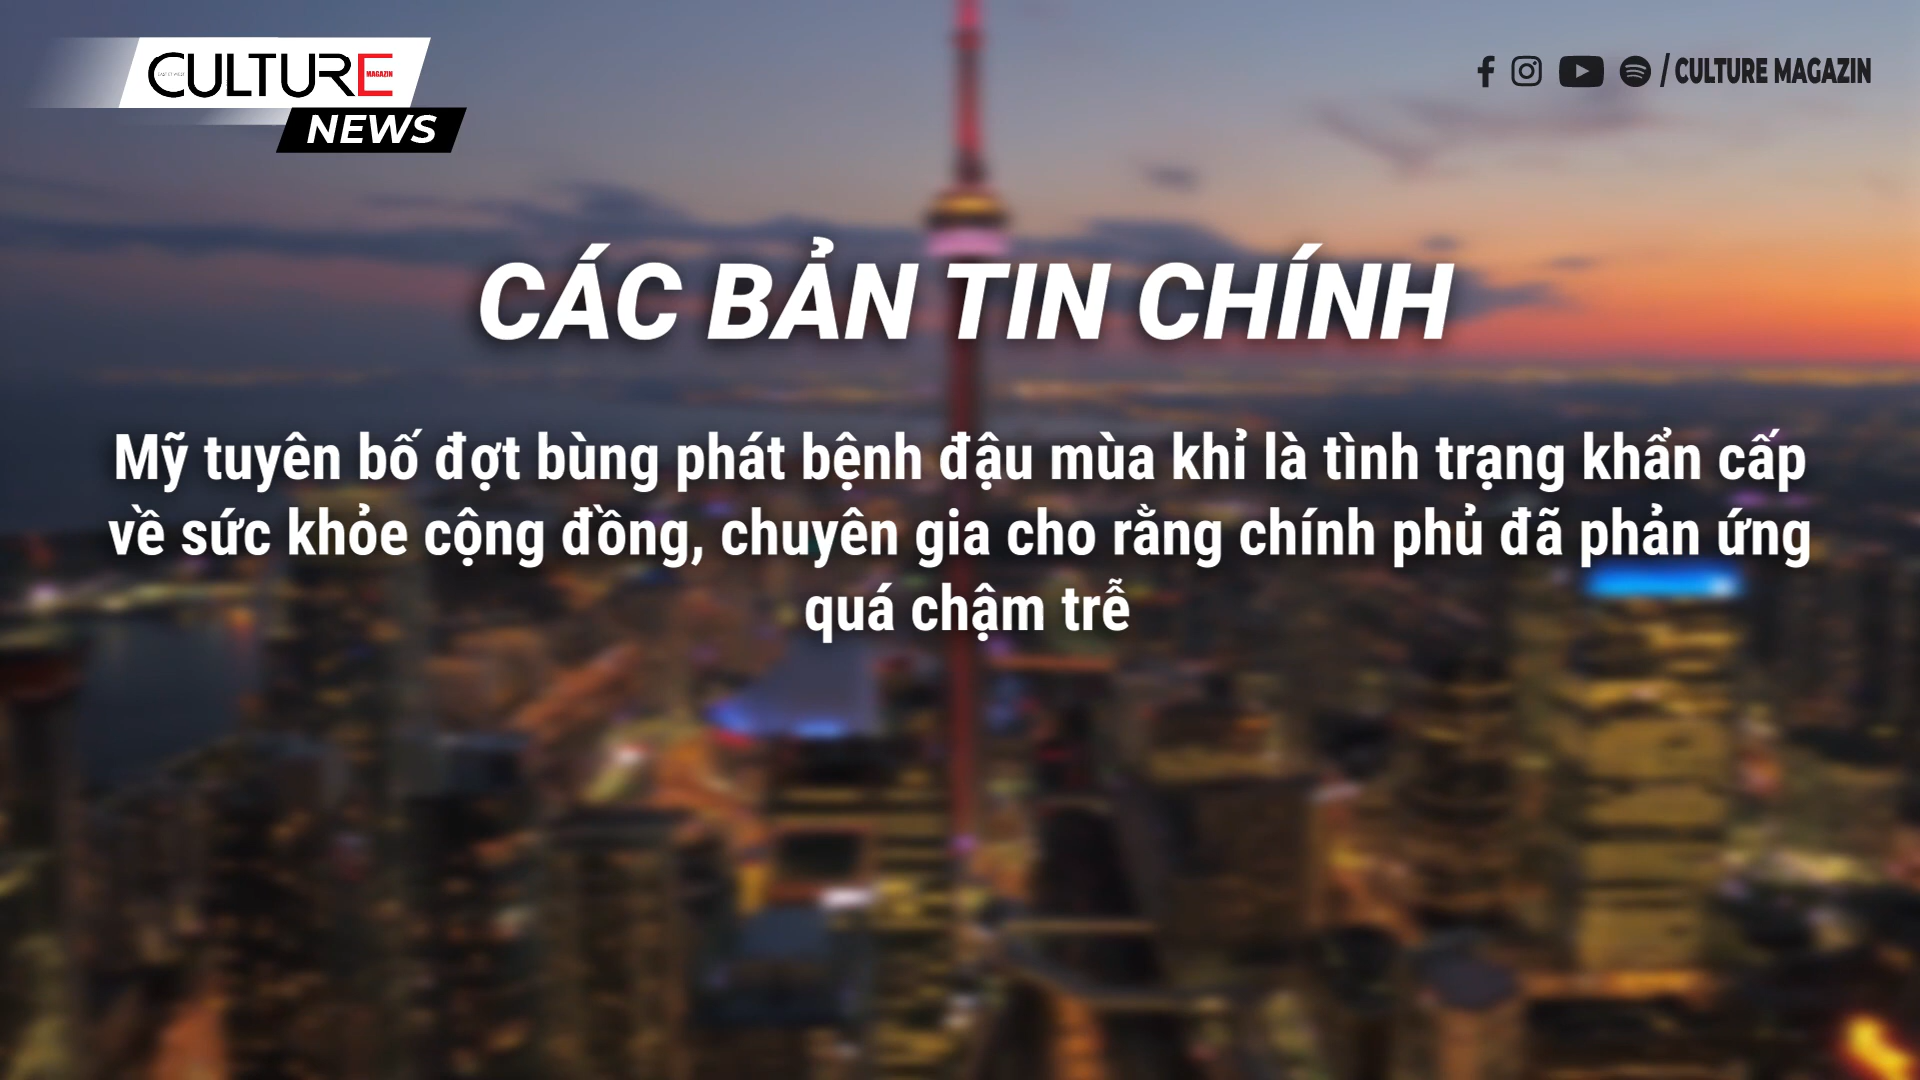 CULTURE
MAGAZIN
NEWS
/ CULTURE MAGAZIN
CÁC BẢN TIN CHÍNH
Mỹ tuyên bố đợt bùng phát bệnh đậu mùa khỉ là tình trạng khẩn cấp
về sức khỏe cộng đồng, chuyên gia cho rằng chính phủ đã phản ứng
quá chậm trễ